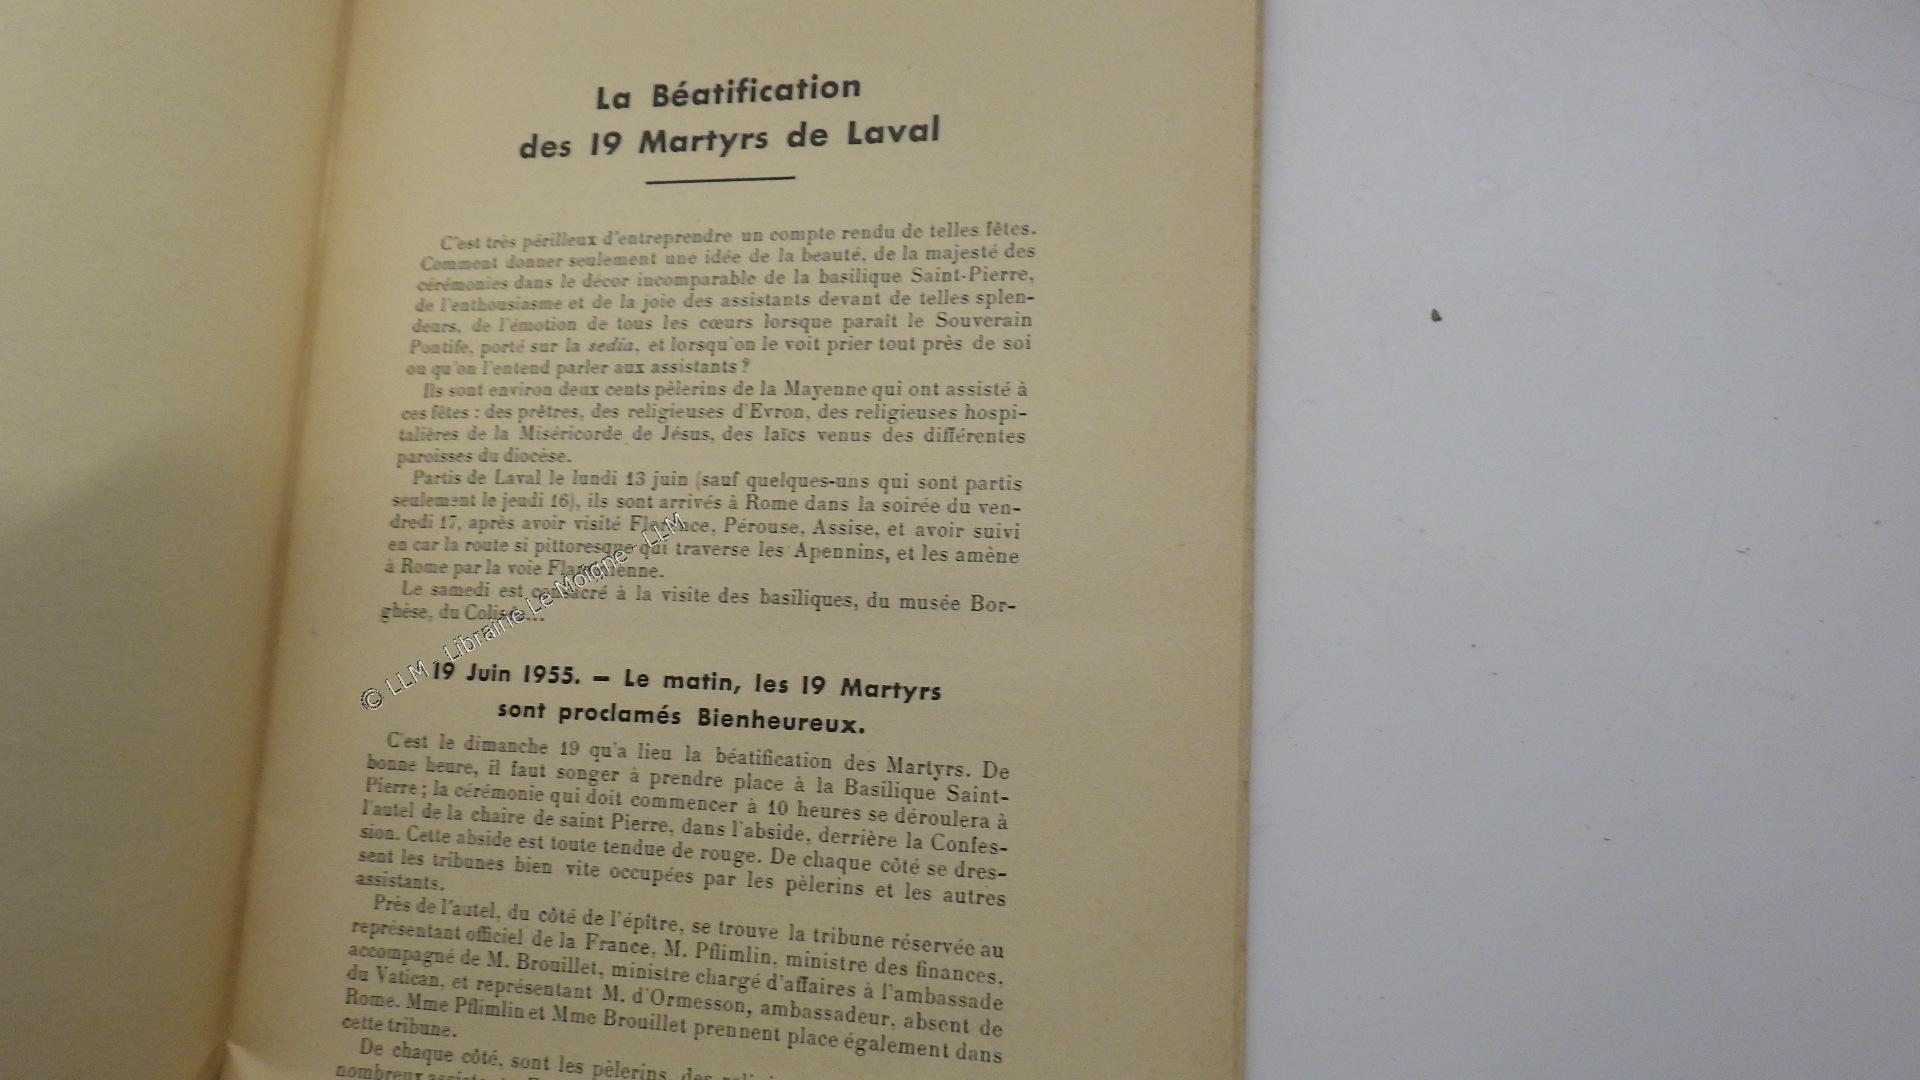 La Béatification
des 19 Martyrs de Laval
C'est très périlleux d'entreprendre un compte rendu de telles fêtes.
Comment donner seulement une idée de la beauté, de la majesté des
cérémonies dans le décor incomparable de la basilique Saint-Pierre,
de l'enthousiasme et de la joie des assistants devant de telles splen-
deurs, de l'émotion de tous les cœurs lorsque paraît le Souverain
Pontife, porté sur la sedia, et lorsqu'on le voit prier tout près de soi
ou qu'on l'entend parler aux assistants ?
Ils sont environ deux cents pèlerins de la Mayenne qui ont assisté à
ces fêtes : des prêtres, des religieuses d'Evron, des religieuses hospi-
talières de la Miséricorde de Jésus, des laïcs venus des différentes
paroisses du diocèse.
Partis de Laval le lundi 13 juin (sauf quelques-uns qui sont partis
seulement le jeudi 16), ils sont arrivés à Rome dans la soirée du ven-
dredi 17, après avoir visité Florence, Pérouse, Assise, et avoir suivi
en car la route si pittoresque qui traverse les Apennins, et les amène
à Rome par la voie Flaminienne.
Le samedi est consacré à la visite des basiliques, du musée Bor-
ghèse, du Colisée...
© LLM - Librairie Le Moigne - LLM
19 Juin 1955. — Le matin, les 19 Martyrs
sont proclamés Bienheureux.
C'est le dimanche 19 qu'a lieu la béatification des Martyrs. De
bonne heure, il faut songer à prendre place à la Basilique Saint-
Pierre ; la cérémonie qui doit commencer à 10 heures se déroulera à
l'autel de la chaire de saint Pierre, dans l'abside, derrière la Confes-
sion. Cette abside est toute tendue de rouge. De chaque côté se dres-
sent les tribunes bien vite occupées par les pèlerins et les autres
assistants.
Près de l'autel, du côté de l'épître, se trouve la tribune réservée au
représentant officiel de la France, M. Pflimlin, ministre des finances,
accompagné de M. Brouillet, ministre chargé d'affaires à l'ambassade
du Vatican, et représentant M. d'Ormesson, ambassadeur, absent de
Rome. Mme Pflimlin et Mme Brouillet prennent place également dans
cette tribune.
De chaque côté, sont les pèlerins, des
nombreux